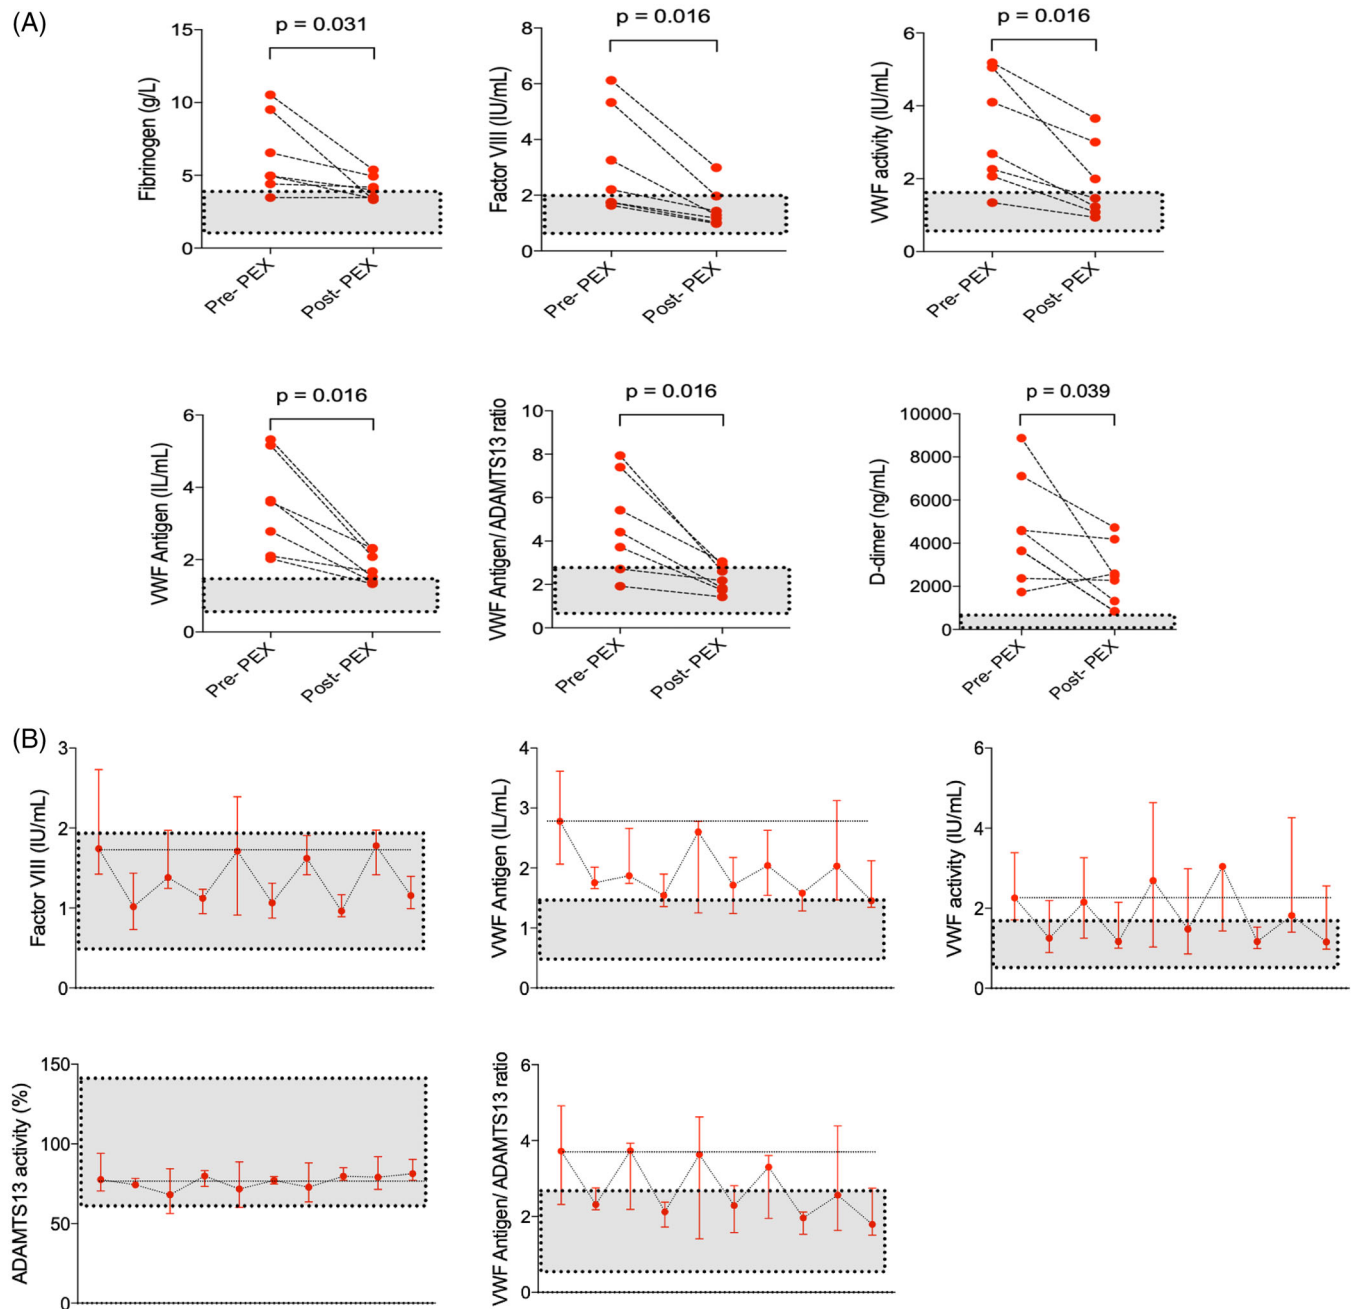 (A)
p = 0.031
15
10
5
0
Fibrinogen (g/L)
Pre- PEX
Post- PEX
p = 0.016
8
6
4
2
0
Factor VIII (IU/mL)
Pre- PEX
Post- PEX
p = 0.016
6
4
2
0
VWF activity (IU/mL)
Pre- PEX
Post- PEX
p = 0.016
6
4
2
0
VWF Antigen (IL/mL)
Pre- PEX
Post- PEX
p = 0.016
10
8
6
4
2
0
VWF Antigen/ ADAMTS13 ratio
Pre- PEX
Post- PEX
p = 0.039
10000
8000
6000
4000
2000
0
D-dimer (ng/mL)
Pre- PEX
Post- PEX
(B)
3
2
1
0
Factor VIII (IU/mL)
4
3
2
1
0
VWF Antigen (IL/mL)
6
4
2
0
VWF activity (IU/mL)
150
100
50
0
ADAMTS13 activity (%)
6
4
2
0
VWF Antigen/ ADAMTS13 ratio